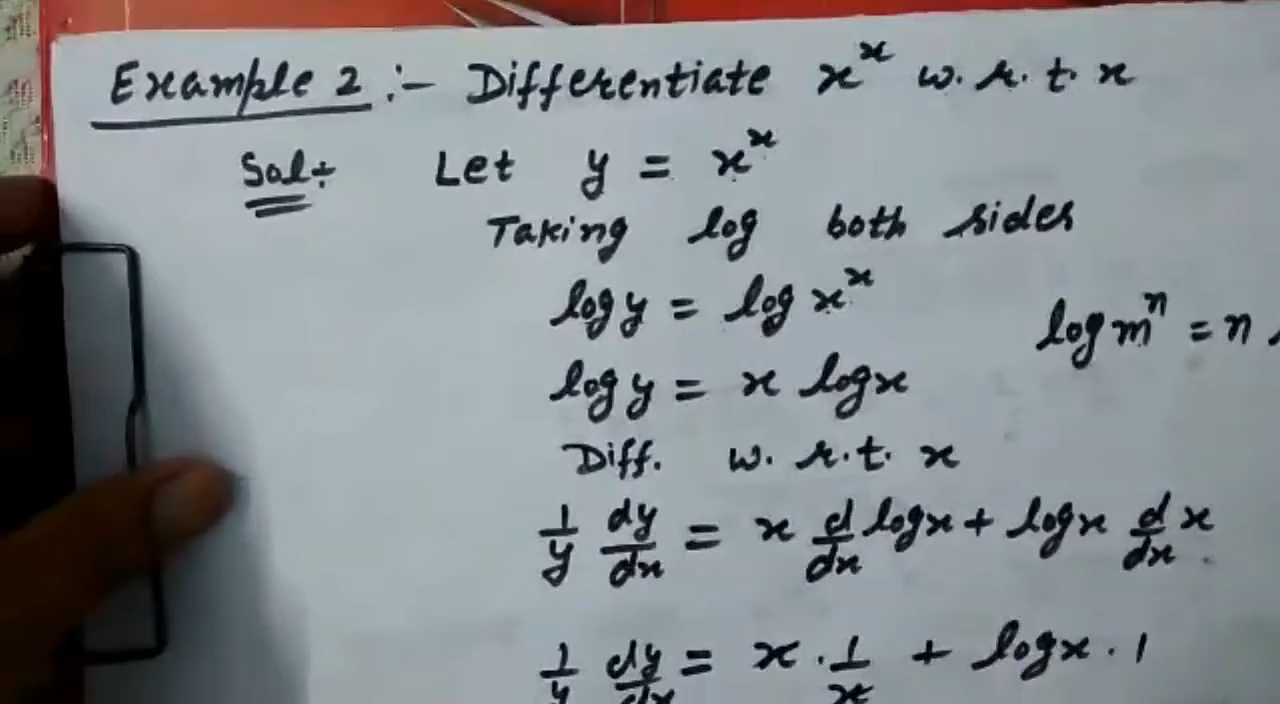 Example 2 :- Differentiate x^x w.r.t. x
Sol: Let y = x^x
Taking log both sides
log y = log x^x
log m^n = n
log y = x log x
Diff. w.r.t. x
1/y dy/dx = x d/dx log x + log x d/dx x
1/y dy/dx = x . 1/x + log x . 1